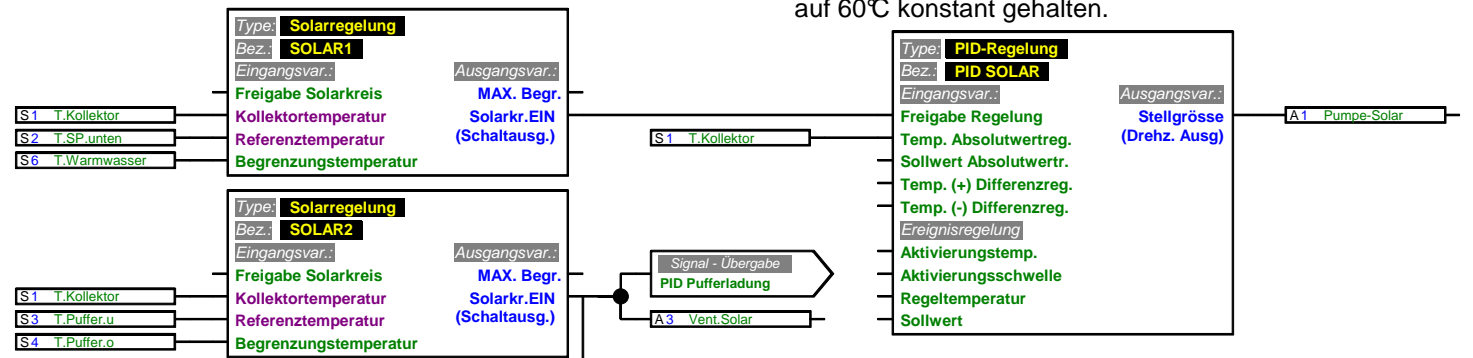 auf 60°C konstant gehalten.
Type: Solarregelung
Bez.: SOLAR1
Eingangsvar.: Ausgangsvar.:
Freigabe Solarkreis MAX. Begr.
S1 T.Kollektor Kollektortemperatur Solarkr.EIN
S2 T.SP.unten Referenztemperatur (Schaltausg.)
S6 T.Warmwasser Begrenzungstemperatur
Type: PID-Regelung
Bez.: PID SOLAR
Eingangsvar.: Ausgangsvar.:
Freigabe Regelung Stellgrösse
A1 Pumpe-Solar
S1 T.Kollektor Temp. Absolutwertreg. (Drehz. Ausg)
Sollwert Absolutwertr.
Temp. (+) Differenzreg.
Temp. (-) Differenzreg.
Ereignisregelung
Aktivierungstemp.
Aktivierungsschwelle
Regeltemperatur
Sollwert
Type: Solarregelung
Bez.: SOLAR2
Eingangsvar.: Ausgangsvar.:
Freigabe Solarkreis MAX. Begr.
S1 T.Kollektor Kollektortemperatur Solarkr.EIN
S3 T.Puffer.u Referenztemperatur (Schaltausg.)
S4 T.Puffer.o Begrenzungstemperatur
Signal - Übergabe
PID Pufferladung
A3 Vent.Solar